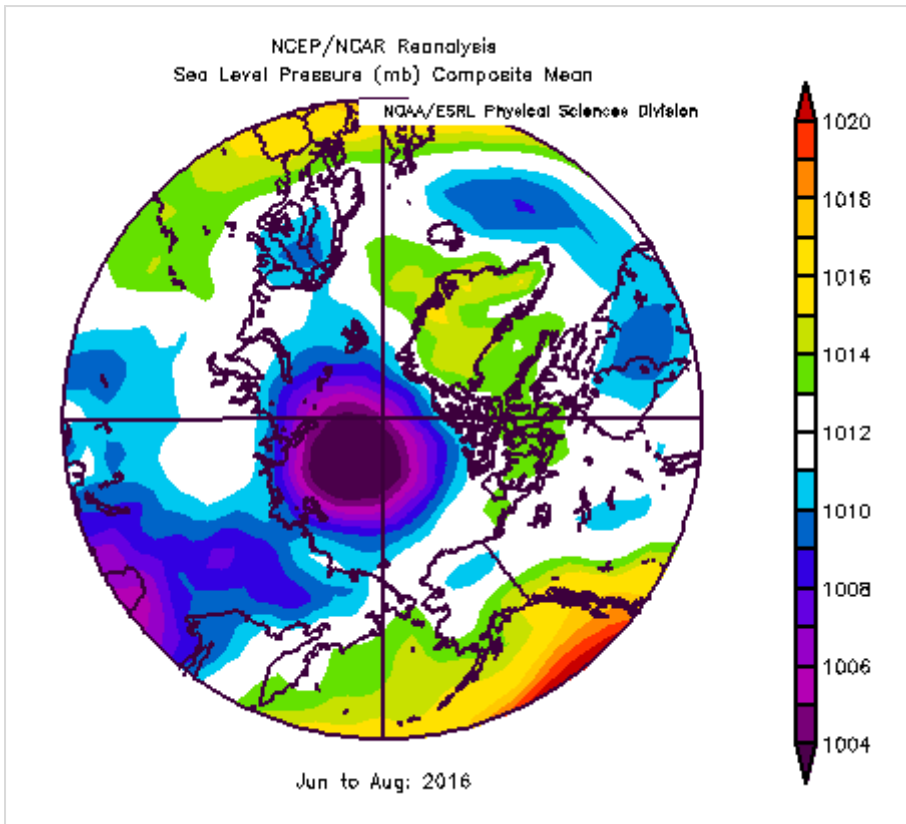 NCEP/NCAR Reanalysis
Sea Level Pressure (mb) Composite Mean
NOAA/ESRL Physical Sciences Division
1020
1018
1016
1014
1012
1010
1008
1006
1004
Jun to Aug: 2016